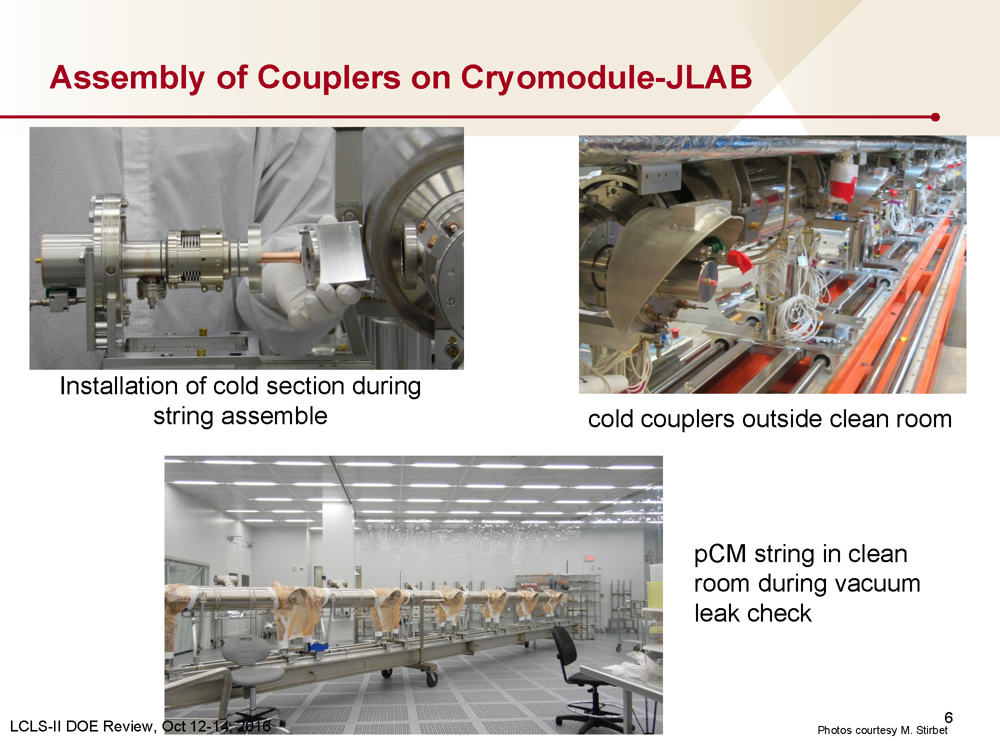 Assembly of Couplers on Cryomodule-JLAB
Installation of cold section during
string assemble
cold couplers outside clean room
pCM string in clean
room during vacuum
leak check
LCLS-II DOE Review, Oct 12-14, 2016
6
Photos courtesy M. Stirbet